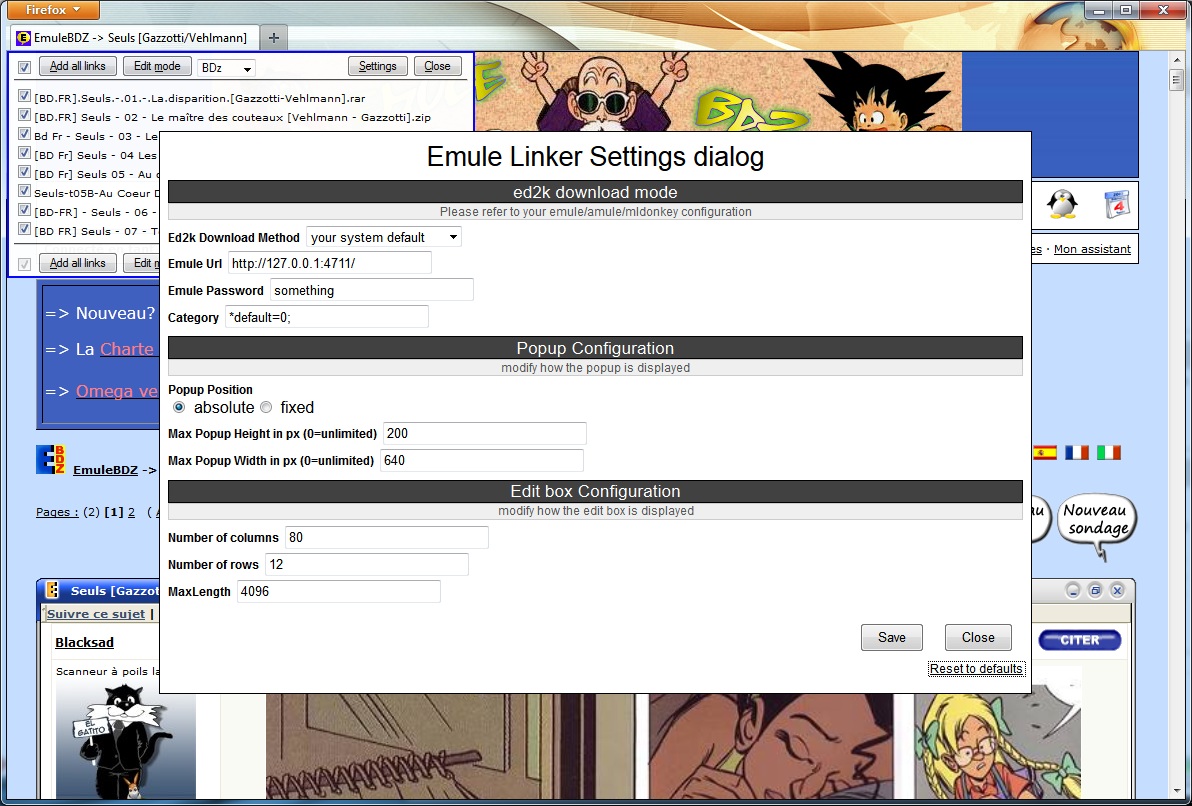 Firefox
EmuleBDZ -> Seuls [Gazzotti/Vehlmann]
Add all links Edit mode BDz Settings Close
[BD.FR].Seuls.-.01.-.La.disparition.[Gazzotti-Vehlmann].rar
[BD.FR] Seuls - 02 - Le maître des couteaux [Vehlmann - Gazzotti].zip
Bd Fr - Seuls - 03 - Le
[BD Fr] Seuls - 04 Les
[BD Fr] Seuls 05 - Au
Seuls-t05B-Au Coeur
[BD-FR] - Seuls - 06 -
[BD FR] Seuls - 07 -
Add all links Edit
BDZ
4
Mon assistant
Emule Linker Settings dialog
ed2k download mode
Please refer to your emule/amule/mldonkey configuration
Ed2k Download Method your system default
Emule Url http://127.0.0.1:4711/
Emule Password something
Category *default=0;
Popup Configuration
modify how the popup is displayed
Popup Position
absolute fixed
Max Popup Height in px (0=unlimited) 200
Max Popup Width in px (0=unlimited) 640
Edit box Configuration
modify how the edit box is displayed
Number of columns 80
Number of rows 12
MaxLength 4096
Save Close
Reset to defaults
=> Nouveau?
=> La Charte
=> Omega ve
BDZ
EmuleBDZ ->
Pages : (2) [1] 2 (
Nouveau
sondage
Seuls [Gazzot
Suivre ce sujet |
Blacksad
CITER
Scanneur à poils la
EL
GATITO